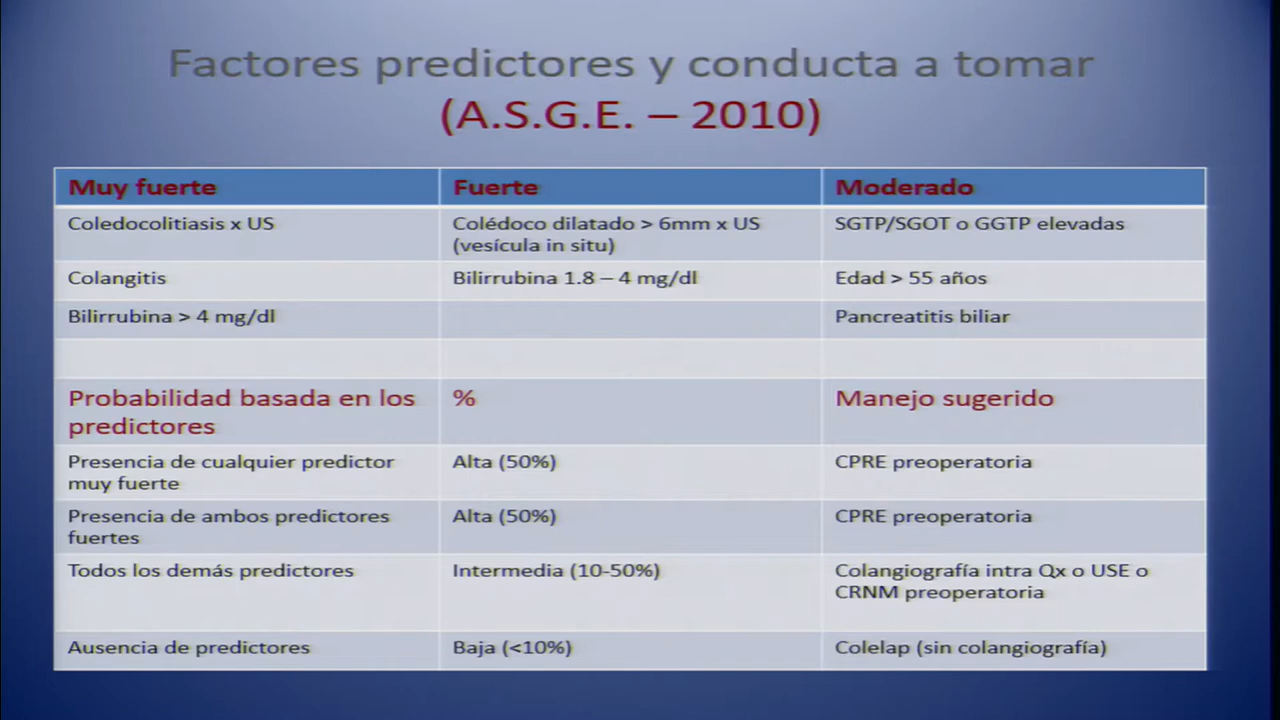 Factores predictores y conducta a tomar
(A.S.G.E. – 2010)
Muy fuerte
Fuerte
Moderado
Coledocolitiasis x US
Colédoco dilatado > 6mm x US
(vesícula in situ)
SGTP/SGOT o GGTP elevadas
Colangitis
Bilirrubina 1.8 – 4 mg/dl
Edad > 55 años
Bilirrubina > 4 mg/dl
Pancreatitis biliar
Probabilidad basada en los
predictores
%
Manejo sugerido
Presencia de cualquier predictor
muy fuerte
Alta (50%)
CPRE preoperatoria
Presencia de ambos predictores
fuertes
Alta (50%)
CPRE preoperatoria
Todos los demás predictores
Intermedia (10-50%)
Colangiografía intra Qx o USE o
CRNM preoperatoria
Ausencia de predictores
Baja (<10%)
Colelap (sin colangiografía)